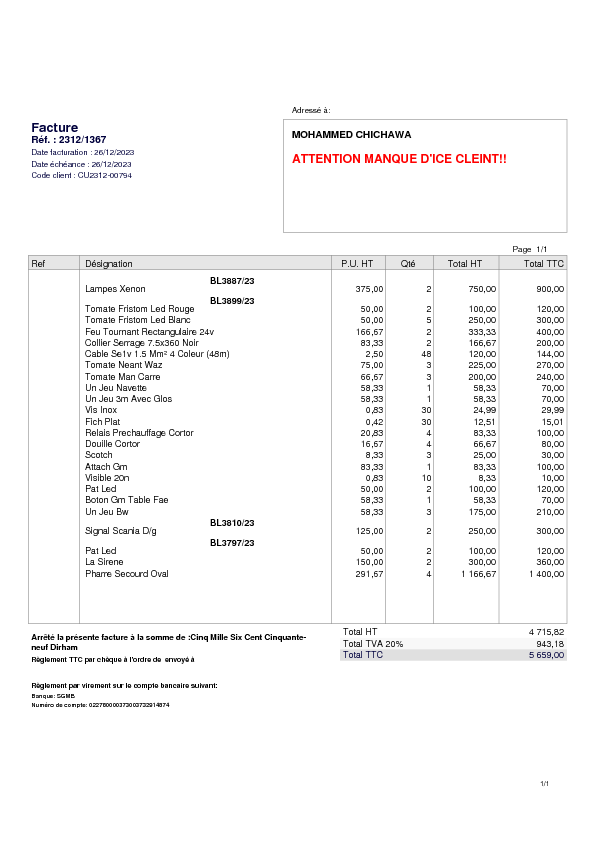 Adressé à:
Facture
Réf. : 2312/1367
Date facturation : 26/12/2023
Date échéance : 26/12/2023
Code client : CU2312-00794
MOHAMMED CHICHAWA
ATTENTION MANQUE D'ICE CLEINT!!
Page 1/1
Ref Désignation P.U. HT Qté Total HT Total TTC
BL3887/23
Lampes Xenon 375,00 2 750,00 900,00
BL3899/23
Tomate Fristom Led Rouge 50,00 2 100,00 120,00
Tomate Fristom Led Blanc 50,00 5 250,00 300,00
Feu Tournant Rectangulaire 24v 166,67 2 333,33 400,00
Collier Serrage 7.5x360 Noir 83,33 2 166,67 200,00
Cable Se1v 1.5 Mm² 4 Coleur (48m) 2,50 48 120,00 144,00
Tomate Neant Waz 75,00 3 225,00 270,00
Tomate Man Carre 66,67 3 200,00 240,00
Un Jeu Navette 58,33 1 58,33 70,00
Un Jeu 3m Avec Glos 58,33 1 58,33 70,00
Vis Inox 0,83 30 24,99 29,99
Fich Plat 0,42 30 12,51 15,01
Relais Prechauffage Cortor 20,83 4 83,33 100,00
Douille Cortor 16,67 4 66,67 80,00
Scotch 8,33 3 25,00 30,00
Attach Gm 83,33 1 83,33 100,00
Visible 20n 0,83 10 8,33 10,00
Pat Led 50,00 2 100,00 120,00
Boton Gm Table Fae 58,33 1 58,33 70,00
Un Jeu Bw 58,33 3 175,00 210,00
BL3810/23
Signal Scania D/g 125,00 2 250,00 300,00
BL3797/23
Pat Led 50,00 2 100,00 120,00
La Sirene 150,00 2 300,00 360,00
Pharre Secourd Oval 291,67 4 1 166,67 1 400,00
Total HT 4 715,82
Total TVA 20% 943,18
Total TTC 5 659,00
Arrêté la présente facture à la somme de :Cinq Mille Six Cent Cinquante-
neuf Dirham
Règlement TTC par chèque à l'ordre de envoyé à
Règlement par virement sur le compte bancaire suivant:
Banque: SGMB
Numéro de compte:
1/1